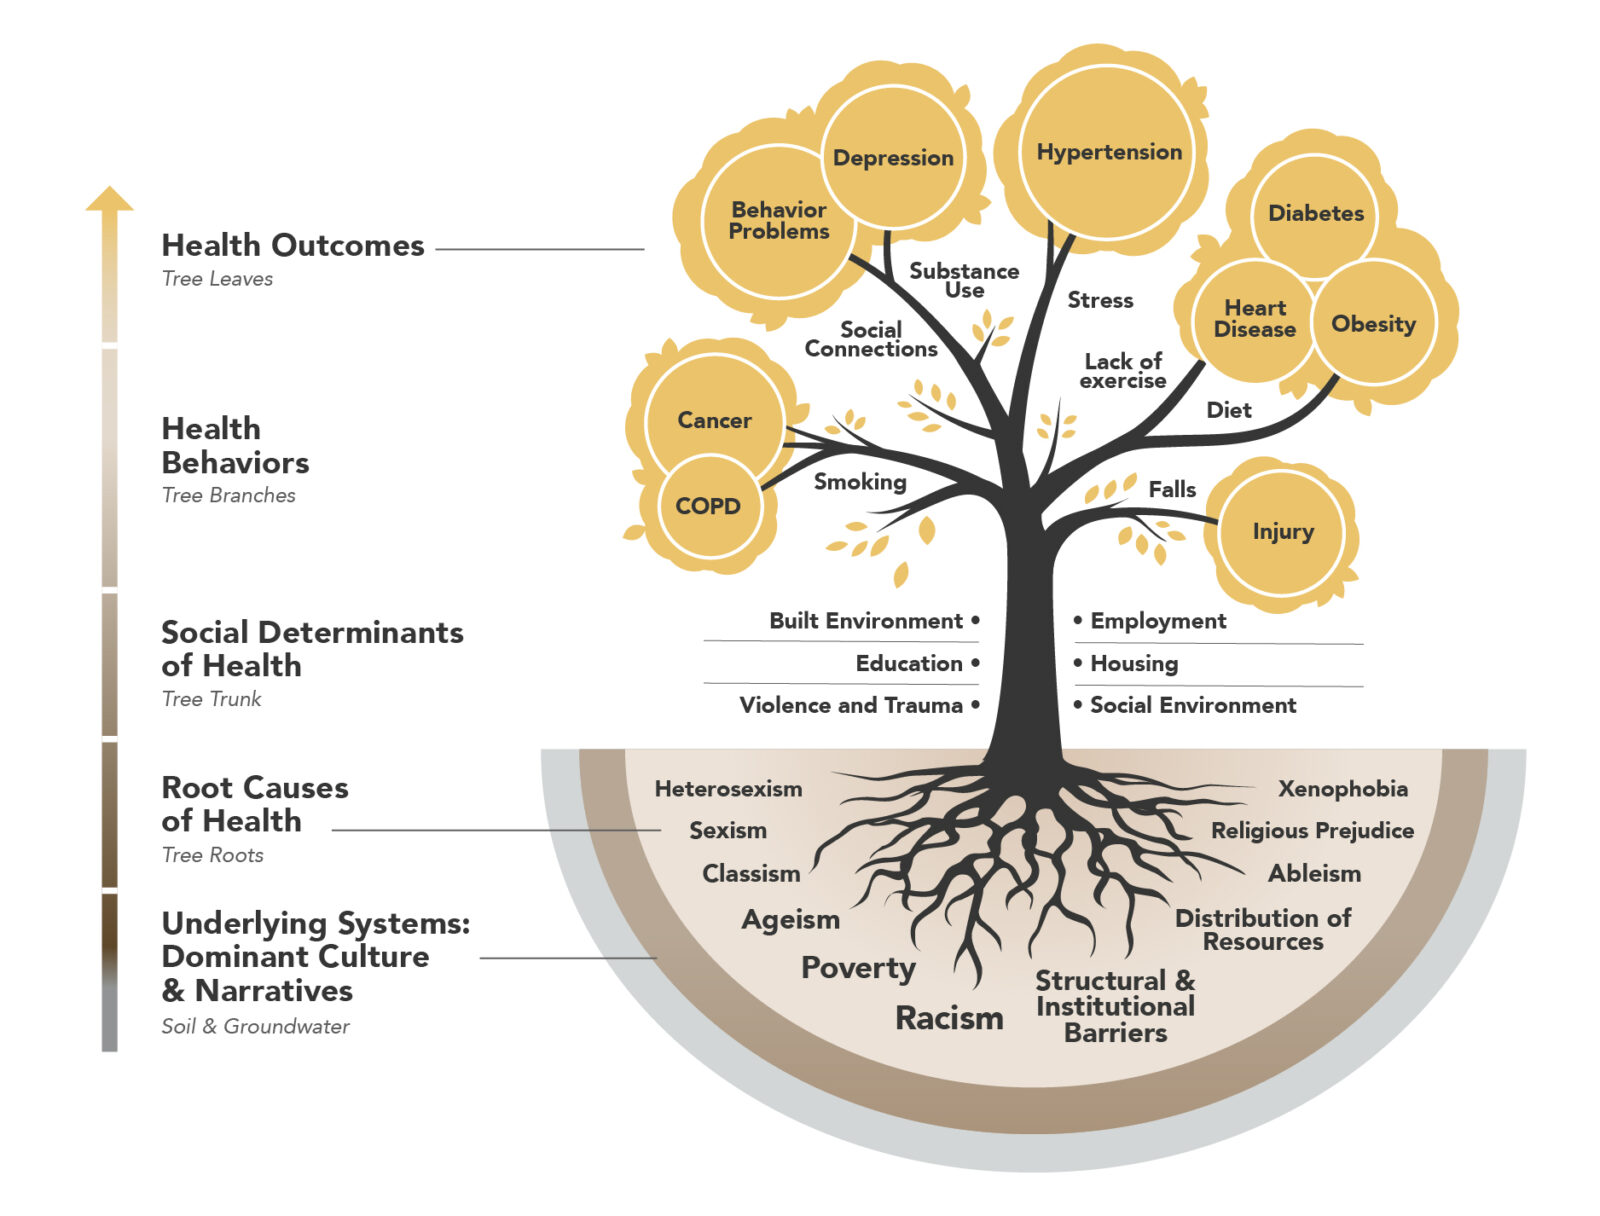 Health Outcomes
Tree Leaves
Health
Behaviors
Tree Branches
Social Determinants
of Health
Tree Trunk
Root Causes
of Health
Tree Roots
Underlying Systems:
Dominant Culture
& Narratives
Soil & Groundwater
Depression
Behavior
Problems
Hypertension
Diabetes
Heart
Disease
Obesity
Cancer
COPD
Injury
Substance
Use
Social
Connections
Stress
Lack of
exercise
Diet
Smoking
Falls
Built Environment •
Education •
Violence and Trauma •
• Employment
• Housing
• Social Environment
Heterosexism
Sexism
Classism
Ageism
Poverty
Racism
Structural &
Institutional
Barriers
Distribution of
Resources
Ableism
Religious Prejudice
Xenophobia